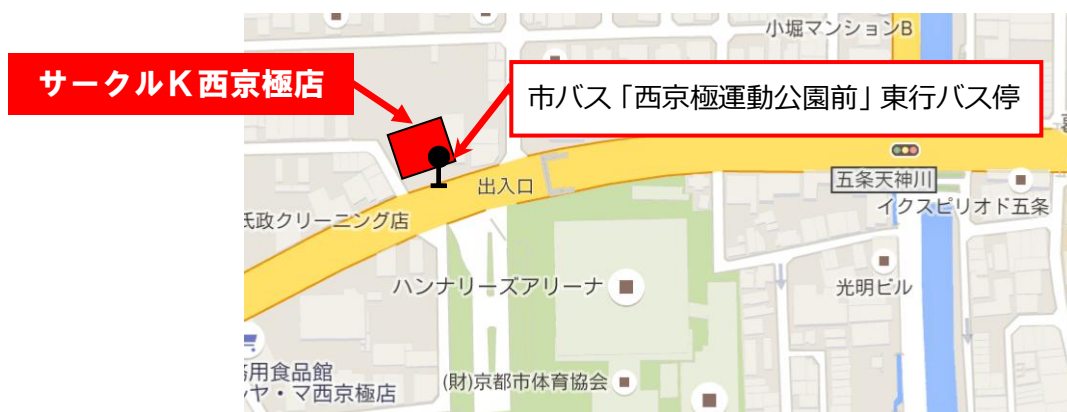 小堀マンションB
サークルK西京極店
市バス「西京極運動公園前」東行バス停
五条天神川
出入口
イクスピリオド五条
氏政クリーニング店
ハンナリーズアリーナ
光明ビル
用食品館
ヤ・マ西京極店
(財)京都市体育協会